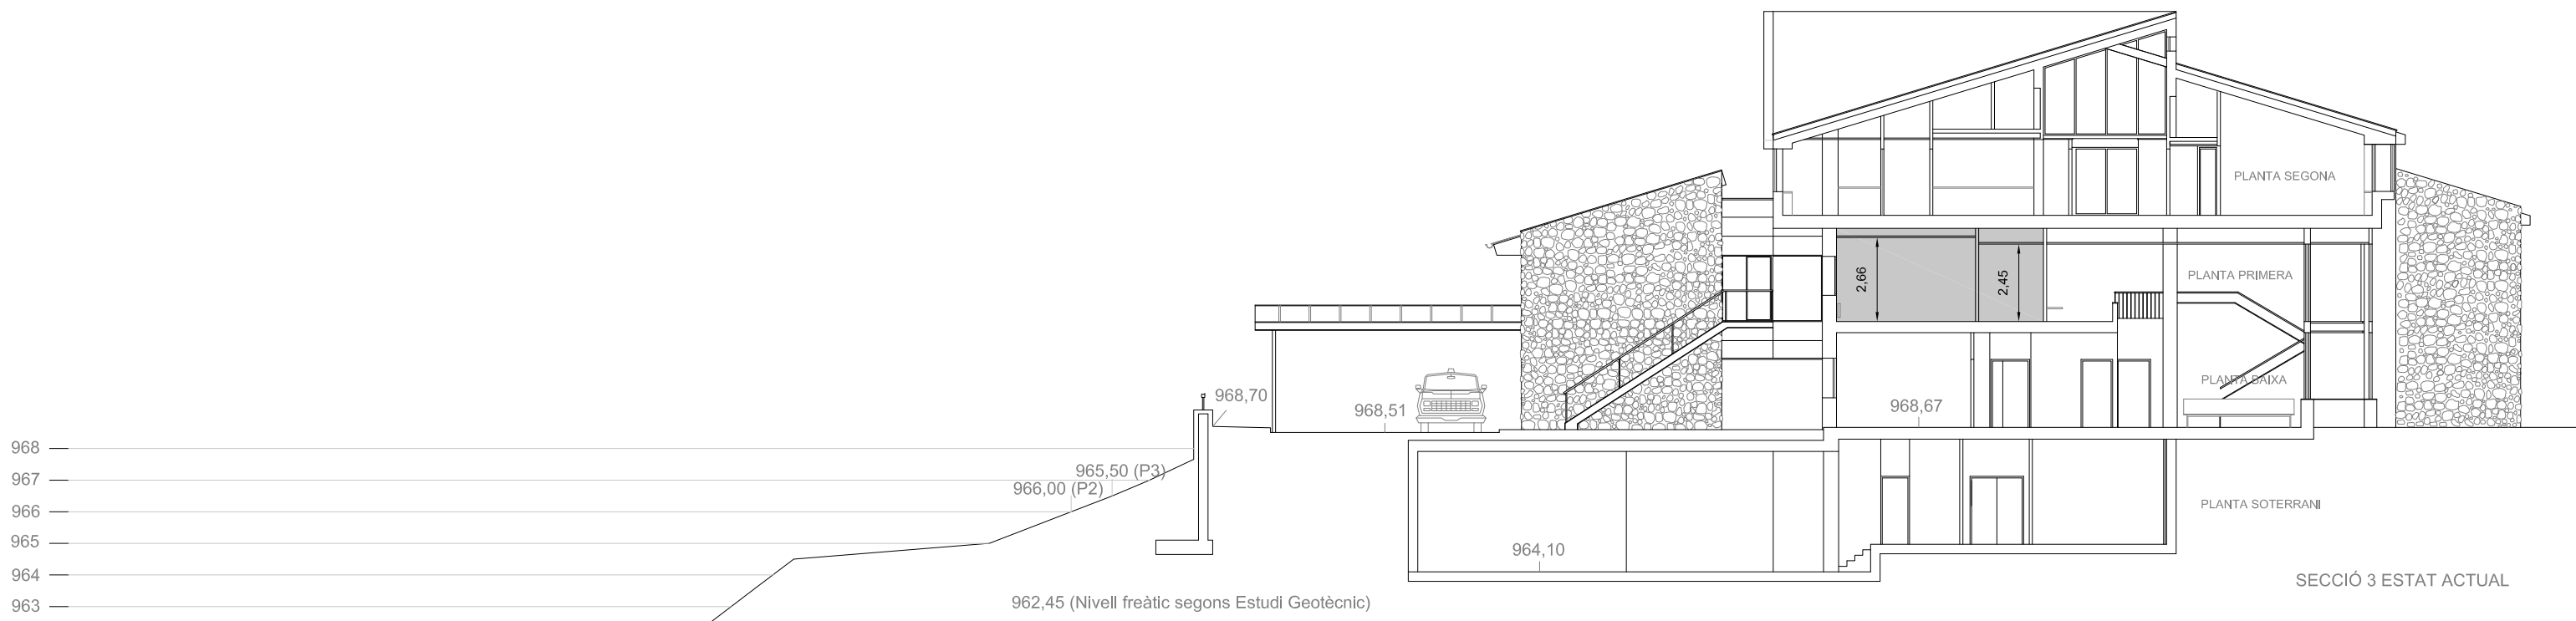 PLANTA SEGONA
PLANTA PRIMERA
2,66
2,45
PLANTA BAIXA
968,70
968,51
968,67
968
967
966
965
964
963
965,50 (P3)
966,00 (P2)
PLANTA SOTERRANI
964,10
SECCIÓ 3 ESTAT ACTUAL
962,45 (Nivell freàtic segons Estudi Geotècnic)